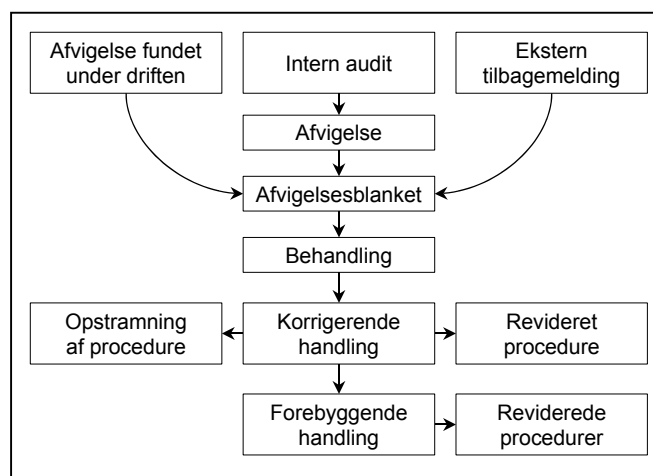 Afvigelse fundet
under driften
Intern audit
Ekstern
tilbagemelding
Afvigelse
Afvigelsesblanket
Behandling
Opstramning
af procedure
Korrigerende
handling
Revideret
procedure
Forebyggende
handling
Reviderede
procedurer